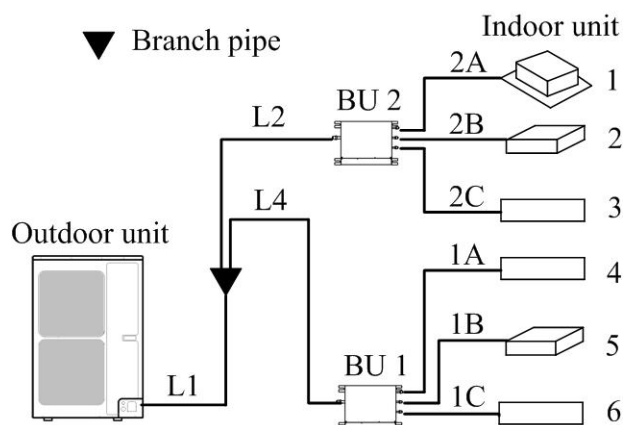 Branch pipe
Indoor unit
2A
1
BU 2
L2
2B
2
L4
2C
3
Outdoor unit
1A
4
1B
5
BU 1
L1
1C
6